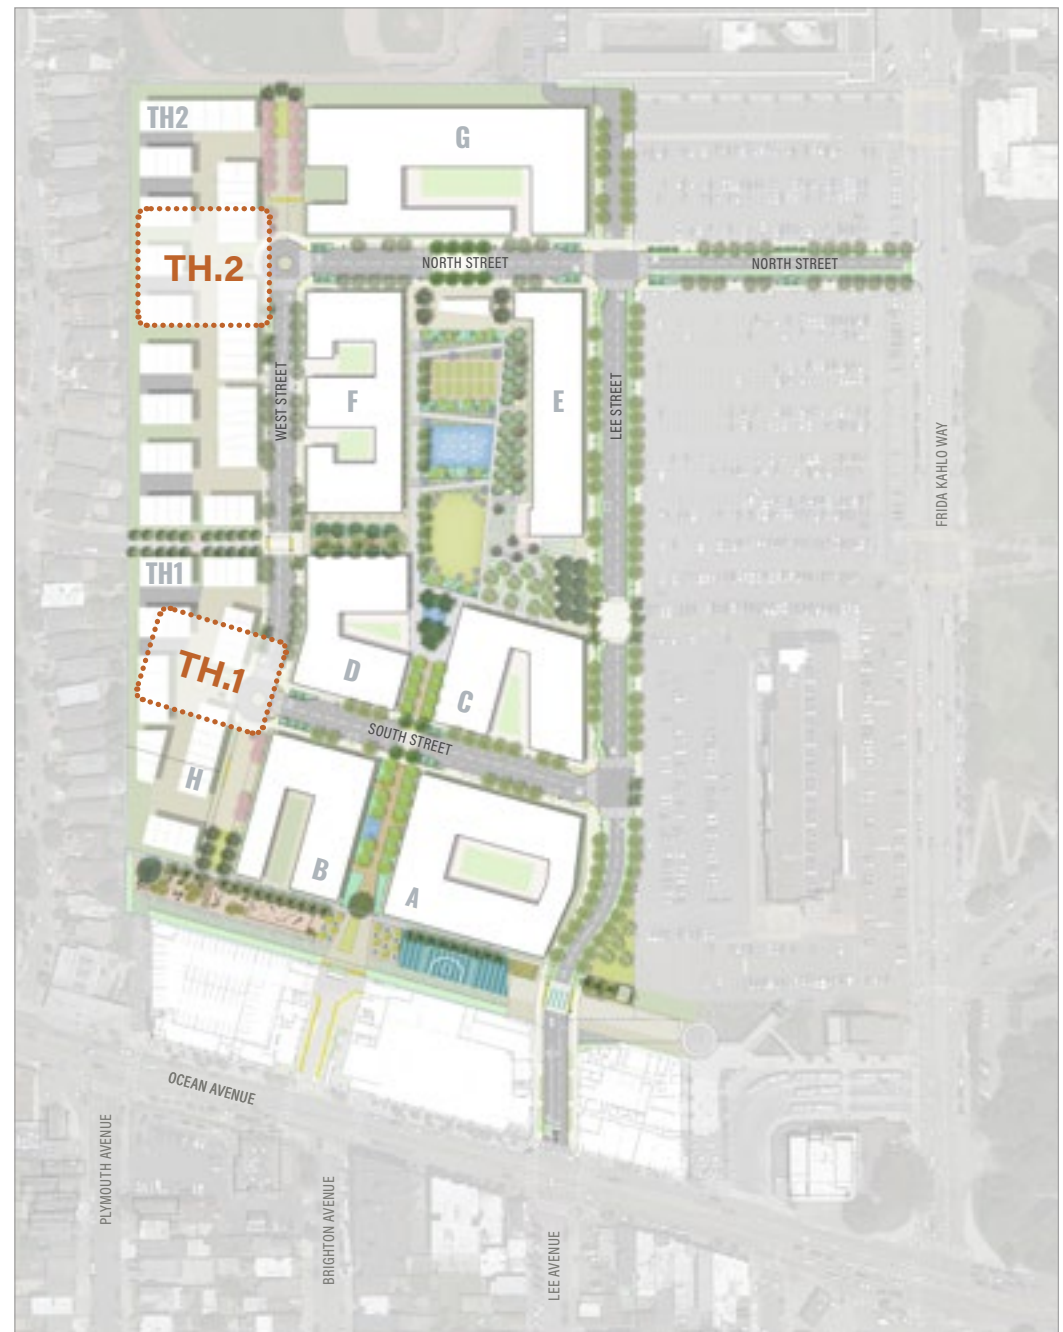 TH2
G
TH.2
NORTH STREET
NORTH STREET
WEST STREET
F
E
LEE STREET
FRIDA KAHLO WAY
TH1
TH.1
D
C
SOUTH STREET
H
B
A
OCEAN AVENUE
PLYMOUTH AVENUE
BRIGHTON AVENUE
LEE AVENUE